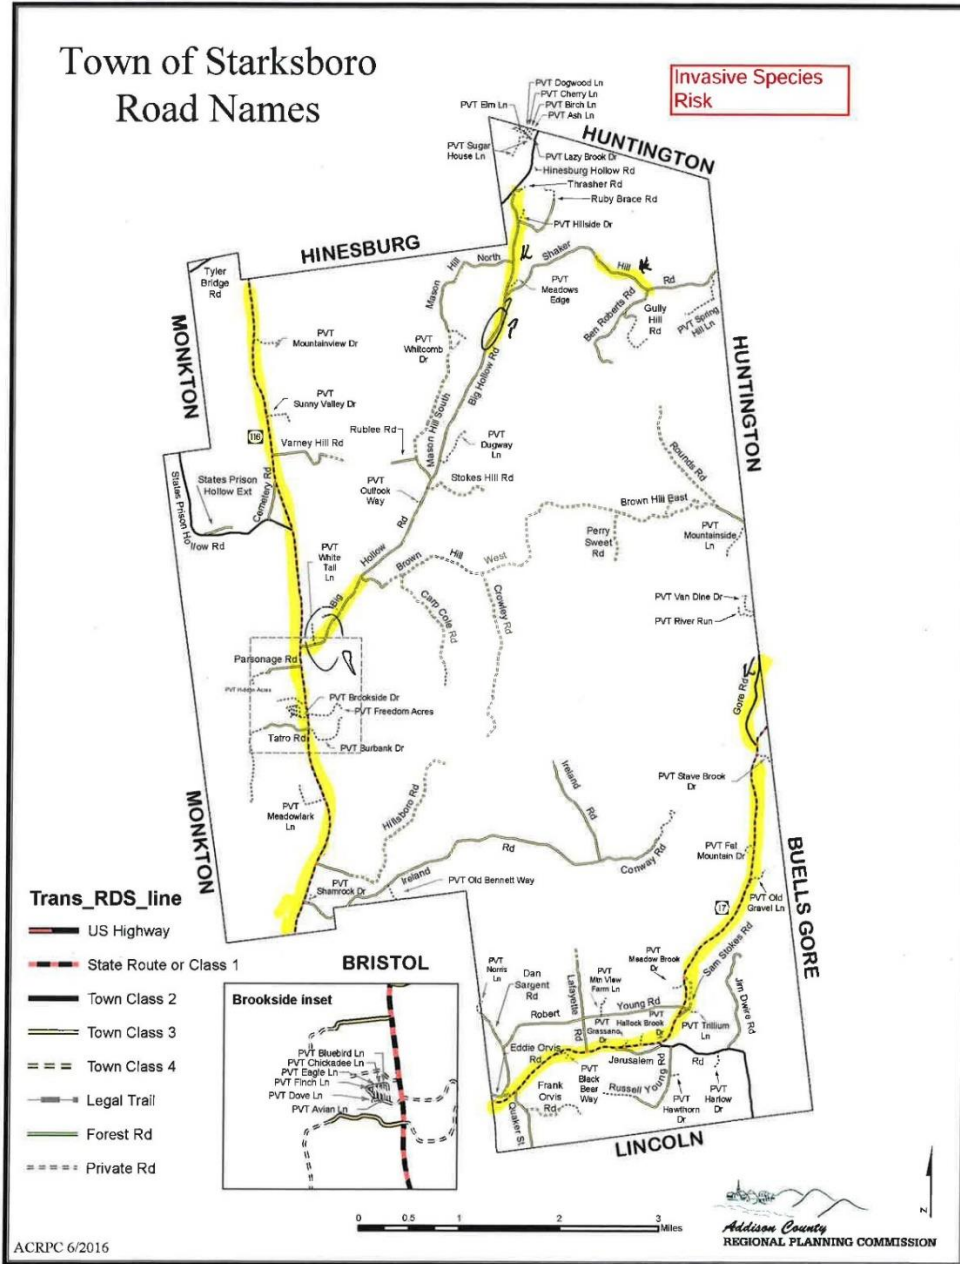 Town of Starksboro
Road Names
Invasive Species
Risk
PVT Dogwood Ln
PVT Cherry Ln
PVT Elm Ln
PVT Birch Ln
PVT Ash Ln
PVT Sugar
House Ln
HUNTINGTON
PVT Lazy Brook Dr
Hinesburg Hollow Rd
Thrasher Rd
Ruby Brace Rd
PVT Hillside Dr
HINESBURG
Tyler
Bridge
Rd
Mason Hill North
Shaker Hill Rd
PVT
Meadows
Edge
Ben Roberts Rd
Gully
Hill
Rd
PVT Spring
Hill Ln
MONKTON
PVT
Mountainview Dr
PVT
Whitcomb
Dr
HUNTINGTON
Big Hollow Rd
PVT
Sunny Valley Dr
116
Varney Hill Rd
Rublee Rd
Mason Hill South
PVT
Dugway
Ln
Stokes Hill Rd
PVT
Outlook
Way
Rounds Rd
States Prison
Hollow Ext
Cemetery Rd
States Prison Ho
llow Rd
Brown Hill East
Perry
Sweet
Rd
PVT
Mountainside
Ln
PVT
White
Tail
Ln
Big Hollow Rd
Brown Hill West
Carp Cole Rd
Crowley Rd
PVT Van Dine Dr
PVT River Run
Parsonage Rd
PVT Brookside Dr
PVT Freedom Acres
Tatro Rd
PVT Burbank Dr
Gore Rd
PVT Stave Brook
Dr
MONKTON
PVT
Meadowlark
Ln
Hillsboro Rd
Ireland Rd
Ireland Rd
Conway Rd
PVT
Shamrock Dr
PVT Old Bennett Way
PVT Fat
Mountain Dr
PVT Old
Gravel Ln
17
BUELLS GORE
Sam Stokes Rd
BRISTOL
PVT
Norris
Ln
Dan
Sargent
Rd
Lafayette Rd
PVT
Mtn View
Farm Ln
PVT
Meadow Brook
Dr
Robert Young Rd
PVT
Grassano
Dr
PVT
Hallock Brook
Dr
PVT Trillium
Ln
Jim Dwire Rd
Eddie Orvis
Rd
Jerusalem Rd
PVT
Black
Bear
Way
Russell Young Rd
Frank
Orvis
Rd
Quaker St
PVT
Hawthorn
Dr
PVT
Harlow
Dr
LINCOLN
Trans_RDS_line
US Highway
State Route or Class 1
Town Class 2
Town Class 3
Town Class 4
Legal Trail
Forest Rd
Private Rd
Brookside inset
PVT Bluebird Ln
PVT Chickadee Ln
PVT Eagle Ln
PVT Finch Ln
PVT Dove Ln
PVT Avian Ln
0 0.5 1 2 3
Miles
N
Addison County
REGIONAL PLANNING COMMISSION
ACRPC 6/2016